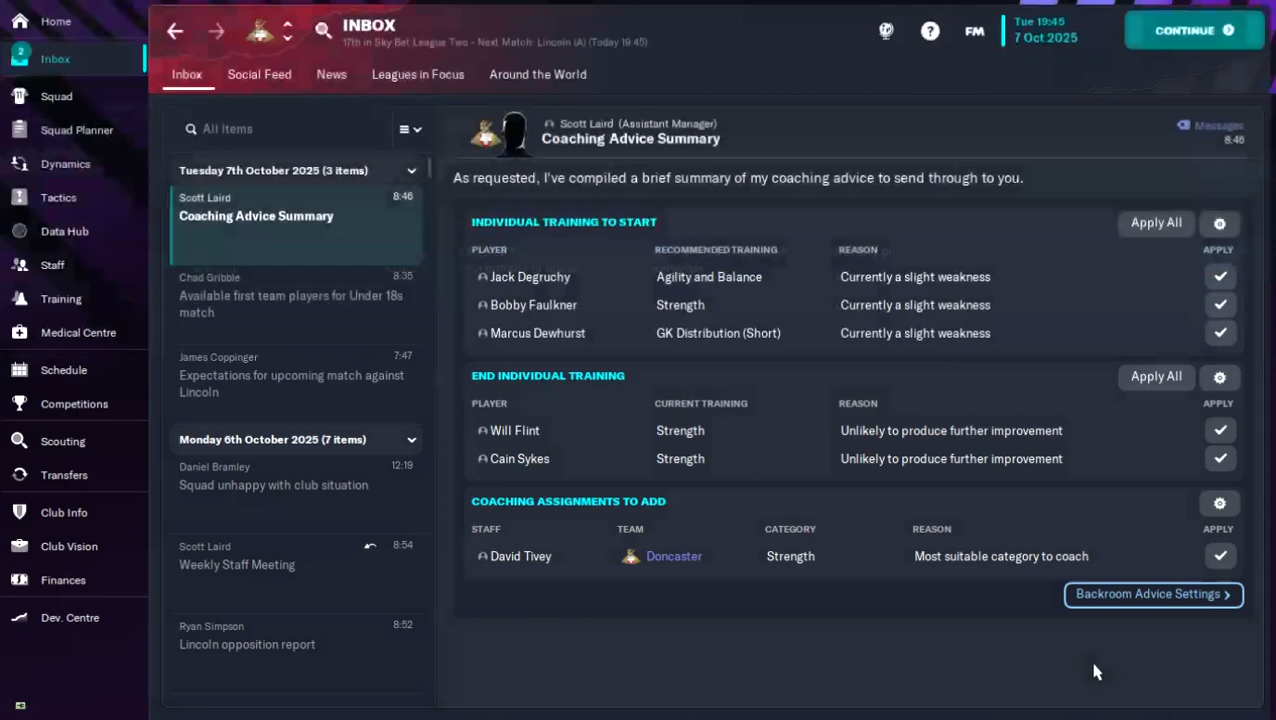 Home
INBOX
17th in Sky Bet League Two - Next Match: Lincoln (A) (Today 19:45)
FM
Tue 19:45
7 Oct 2025
CONTINUE
2
Inbox
Squad
Squad Planner
Dynamics
Tactics
Data Hub
Staff
Training
Medical Centre
Schedule
Competitions
Scouting
Transfers
Club Info
Club Vision
Finances
Dev. Centre
Inbox Social Feed News Leagues in Focus Around the World
All Items
Tuesday 7th October 2025 (3 items)
Scott Laird 8:46
Coaching Advice Summary
Chad Gribble 8:35
Available first team players for Under 18s
match
James Coppinger 7:47
Expectations for upcoming match against
Lincoln
Monday 6th October 2025 (7 items)
Daniel Bramley 12:19
Squad unhappy with club situation
Scott Laird 8:54
Weekly Staff Meeting
Ryan Simpson 8:52
Lincoln opposition report
Scott Laird (Assistant Manager)
Coaching Advice Summary
Messages
8:46
As requested, I've compiled a brief summary of my coaching advice to send through to you.
INDIVIDUAL TRAINING TO START Apply All
PLAYER RECOMMENDED TRAINING REASON APPLY
Jack Degruchy Agility and Balance Currently a slight weakness
Bobby Faulkner Strength Currently a slight weakness
Marcus Dewhurst GK Distribution (Short) Currently a slight weakness
END INDIVIDUAL TRAINING Apply All
PLAYER CURRENT TRAINING REASON APPLY
Will Flint Strength Unlikely to produce further improvement
Cain Sykes Strength Unlikely to produce further improvement
COACHING ASSIGNMENTS TO ADD
STAFF TEAM CATEGORY REASON APPLY
David Tivey Doncaster Strength Most suitable category to coach
Backroom Advice Settings >